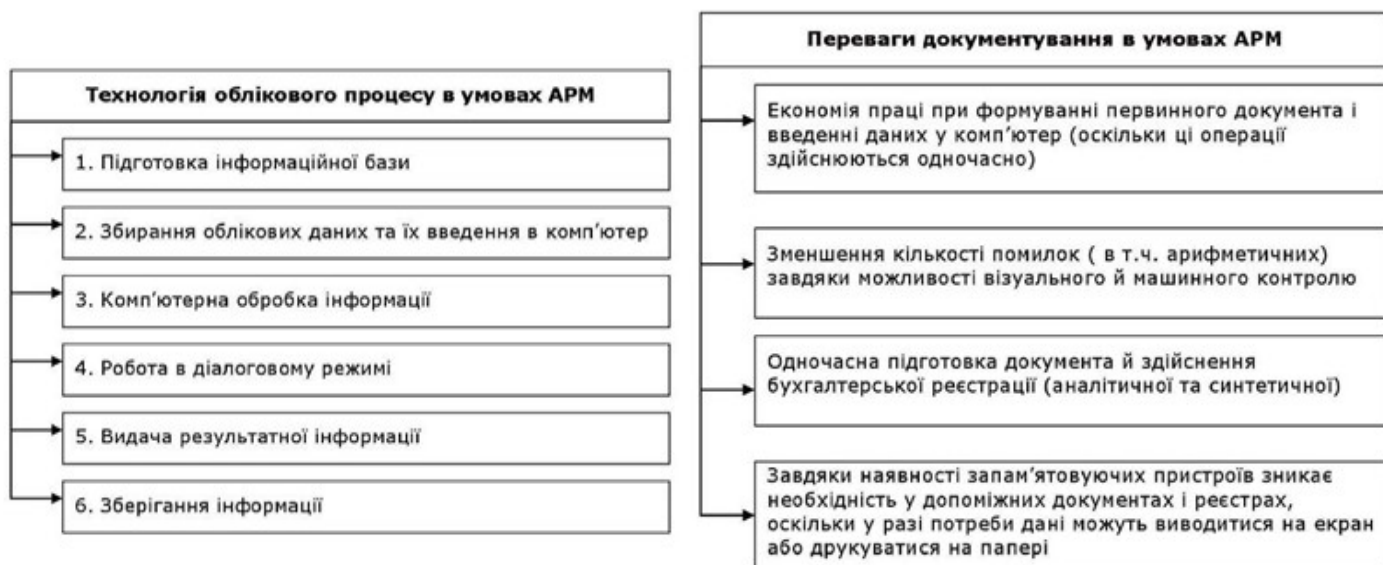 Технологія облікового процесу в умовах АРМ
1. Підготовка інформаційної бази
2. Збирання облікових даних та їх введення в комп'ютер
3. Комп'ютерна обробка інформації
4. Робота в діалоговому режимі
5. Видача результатної інформації
6. Зберігання інформації
Переваги документування в умовах АРМ
Економія праці при формуванні первинного документа і
введенні даних у комп'ютер (оскільки ці операції
здійснюються одночасно)
Зменшення кількості помилок ( в т.ч. арифметичних)
завдяки можливості візуального й машинного контролю
Одночасна підготовка документа й здійснення
бухгалтерської реєстрації (аналітичної та синтетичної)
Завдяки наявності запам'ятовуючих пристроїв зникає
необхідність у допоміжних документах і реєстрах,
оскільки у разі потреби дані можуть виводитися на екран
або друкуватися на папері